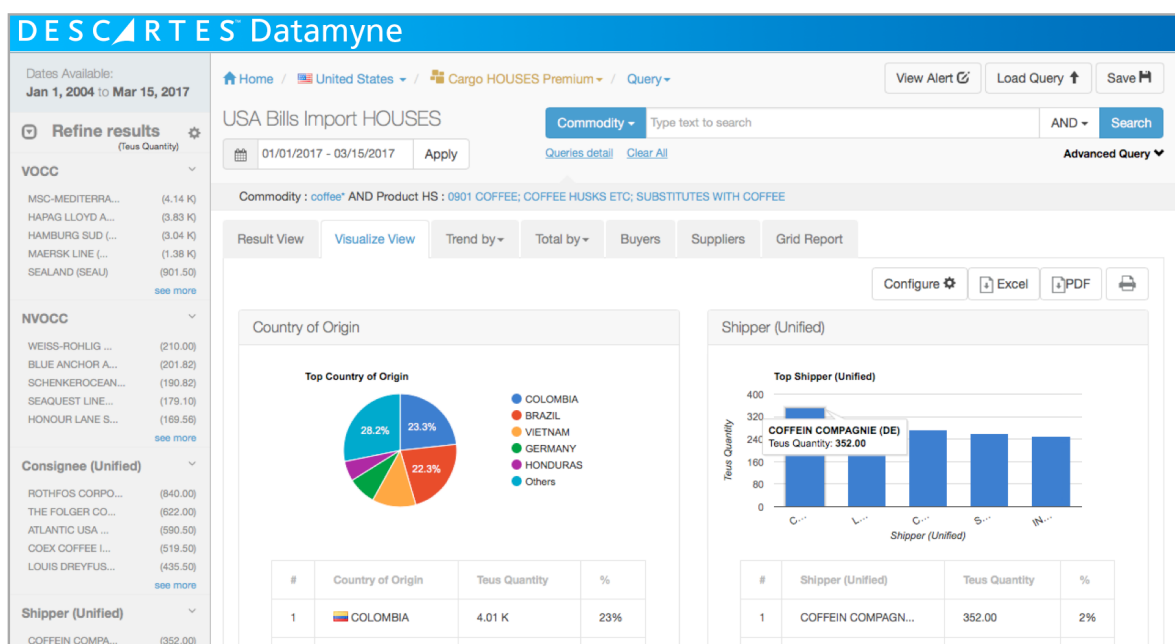 DESCARTES™ Datamyne
Dates Available:
Jan 1, 2004 to Mar 15, 2017
Refine results
(Teus Quantity)
VOCC
MSC-MEDITERRA... (4.14 K)
HAPAG LLOYD A... (3.83 K)
HAMBURG SUD (... (3.04 K)
MAERSK LINE (... (1.38 K)
SEALAND (SEAU) (901.50)
see more
NVOCC
WEISS-ROHLIG ... (210.00)
BLUE ANCHOR A... (201.82)
SCHENKEROCEAN... (190.82)
SEAQUEST LINE... (179.10)
HONOUR LANE S... (169.56)
see more
Consignee (Unified)
ROTHFOS CORPO... (840.00)
THE FOLGER CO... (622.00)
ATLANTIC USA ... (590.50)
COEX COFFEE I... (519.50)
LOUIS DREYFUS... (435.50)
see more
Shipper (Unified)
COFFEIN COMPA... (352.00)
Home / United States / Cargo HOUSES Premium / Query
View Alert Load Query Save
USA Bills Import HOUSES
Commodity Type text to search AND Search
01/01/2017 - 03/15/2017 Apply
Queries detail Clear All
Advanced Query
Commodity : coffee* AND Product HS : 0901 COFFEE; COFFEE HUSKS ETC; SUBSTITUTES WITH COFFEE
Result View Visualize View Trend by Total by Buyers Suppliers Grid Report
Configure Excel PDF
Country of Origin
Top Country of Origin
28.2% 23.3%
22.3%
COLOMBIA
BRAZIL
VIETNAM
GERMANY
HONDURAS
Others
# Country of Origin Teus Quantity %
1 COLOMBIA 4.01 K 23%
Shipper (Unified)
Top Shipper (Unified)
Teus Quantity
400
320
240
160
80
0
COFFEIN COMPAGNIE (DE)
Teus Quantity: 352.00
C... L... C... S... IN...
Shipper (Unified)
# Shipper (Unified) Teus Quantity %
1 COFFEIN COMPAGN... 352.00 2%